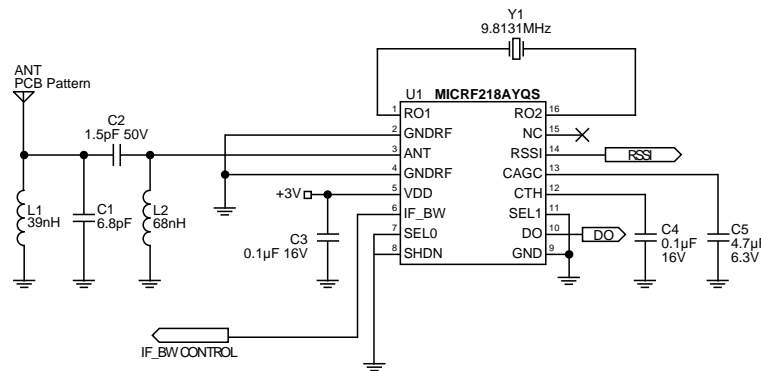 Y1
9.8131MHz
ANT
PCB Pattern
C2
1.5pF 50V
L1
39nH
C1
6.8pF
L2
68nH
+3V
C3
0.1µF 16V
IF_BW CONTROL
U1 MICRF218AYQS
1 RO1
2 GNDRF
3 ANT
4 GNDRF
5 VDD
6 IF_BW
7 SEL0
8 SHDN
RO2 16
NC 15
RSSI 14
CAGC 13
CTH 12
SEL1 11
DO 10
GND 9
RSSI
DO
C4
0.1µF
16V
C5
4.7µF
6.3V